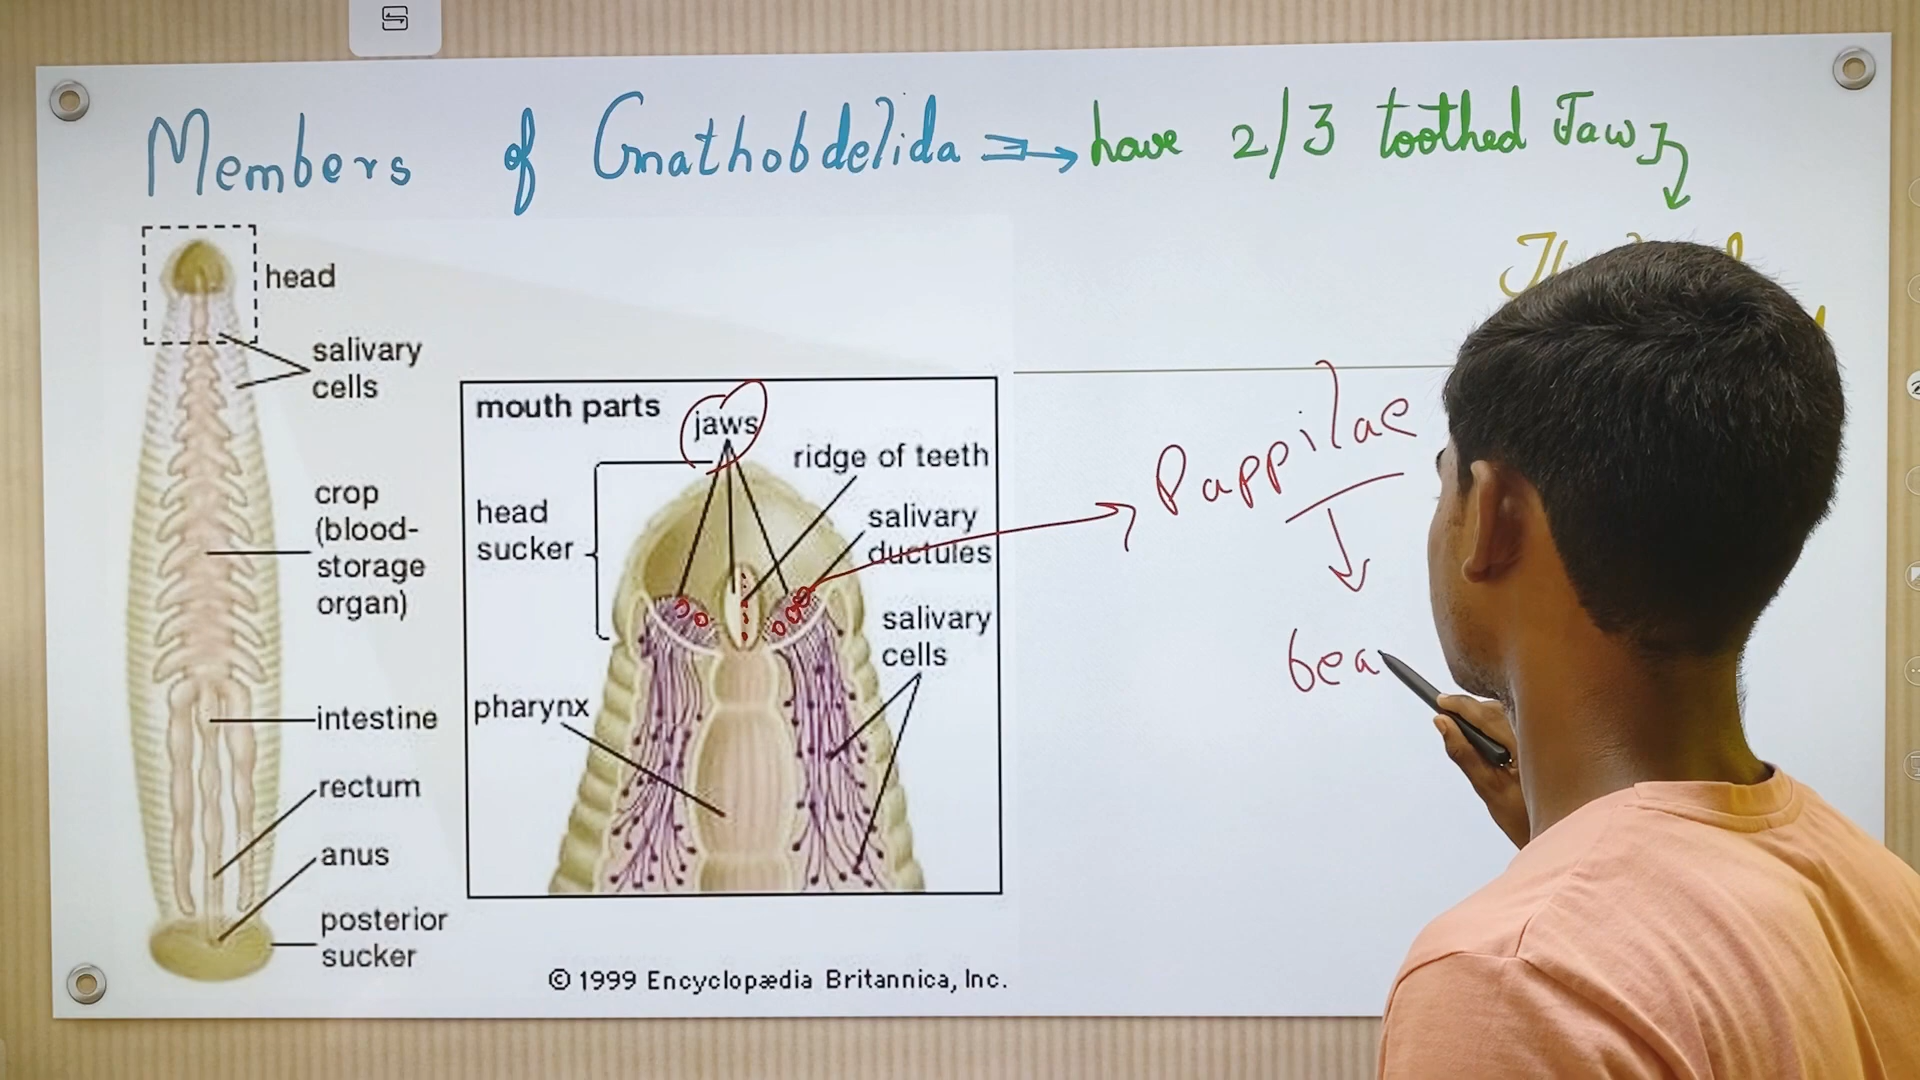 Members of Gnathobdelida ⇒ have 2/3 toothed Jaws
head
salivary
cells
crop
(blood-
storage
organ)
intestine
rectum
anus
posterior
sucker
mouth parts
jaws
ridge of teeth
head
sucker
salivary
ductules
salivary
cells
pharynx
© 1999 Encyclopædia Britannica, Inc.
Pappilae
bea